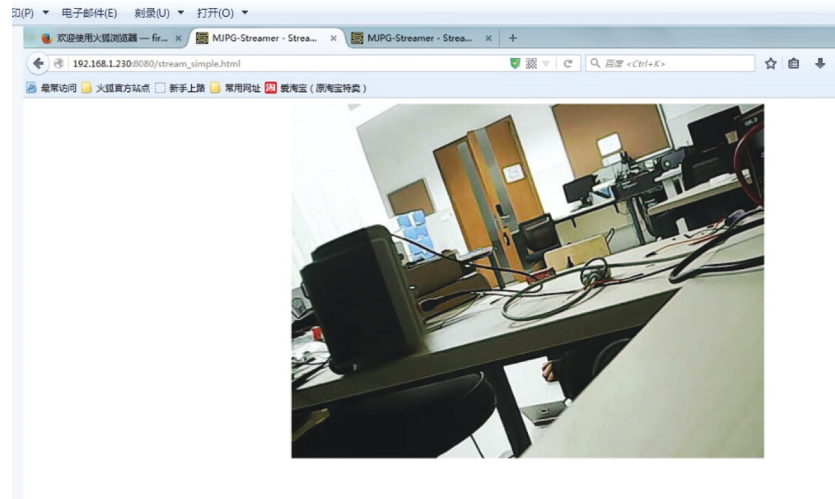 印(P) 电子邮件(E) 刻录(U) 打开(O)
欢迎使用火狐浏览器 — fir... × MJPG-Streamer - Strea... × MJPG-Streamer - Strea... × +
192.168.1.230:8080/stream_simple.html 百度 <Ctrl+K>
最常访问 火狐官方站点 新手上路 常用网址 淘 爱淘宝（原淘宝特卖）